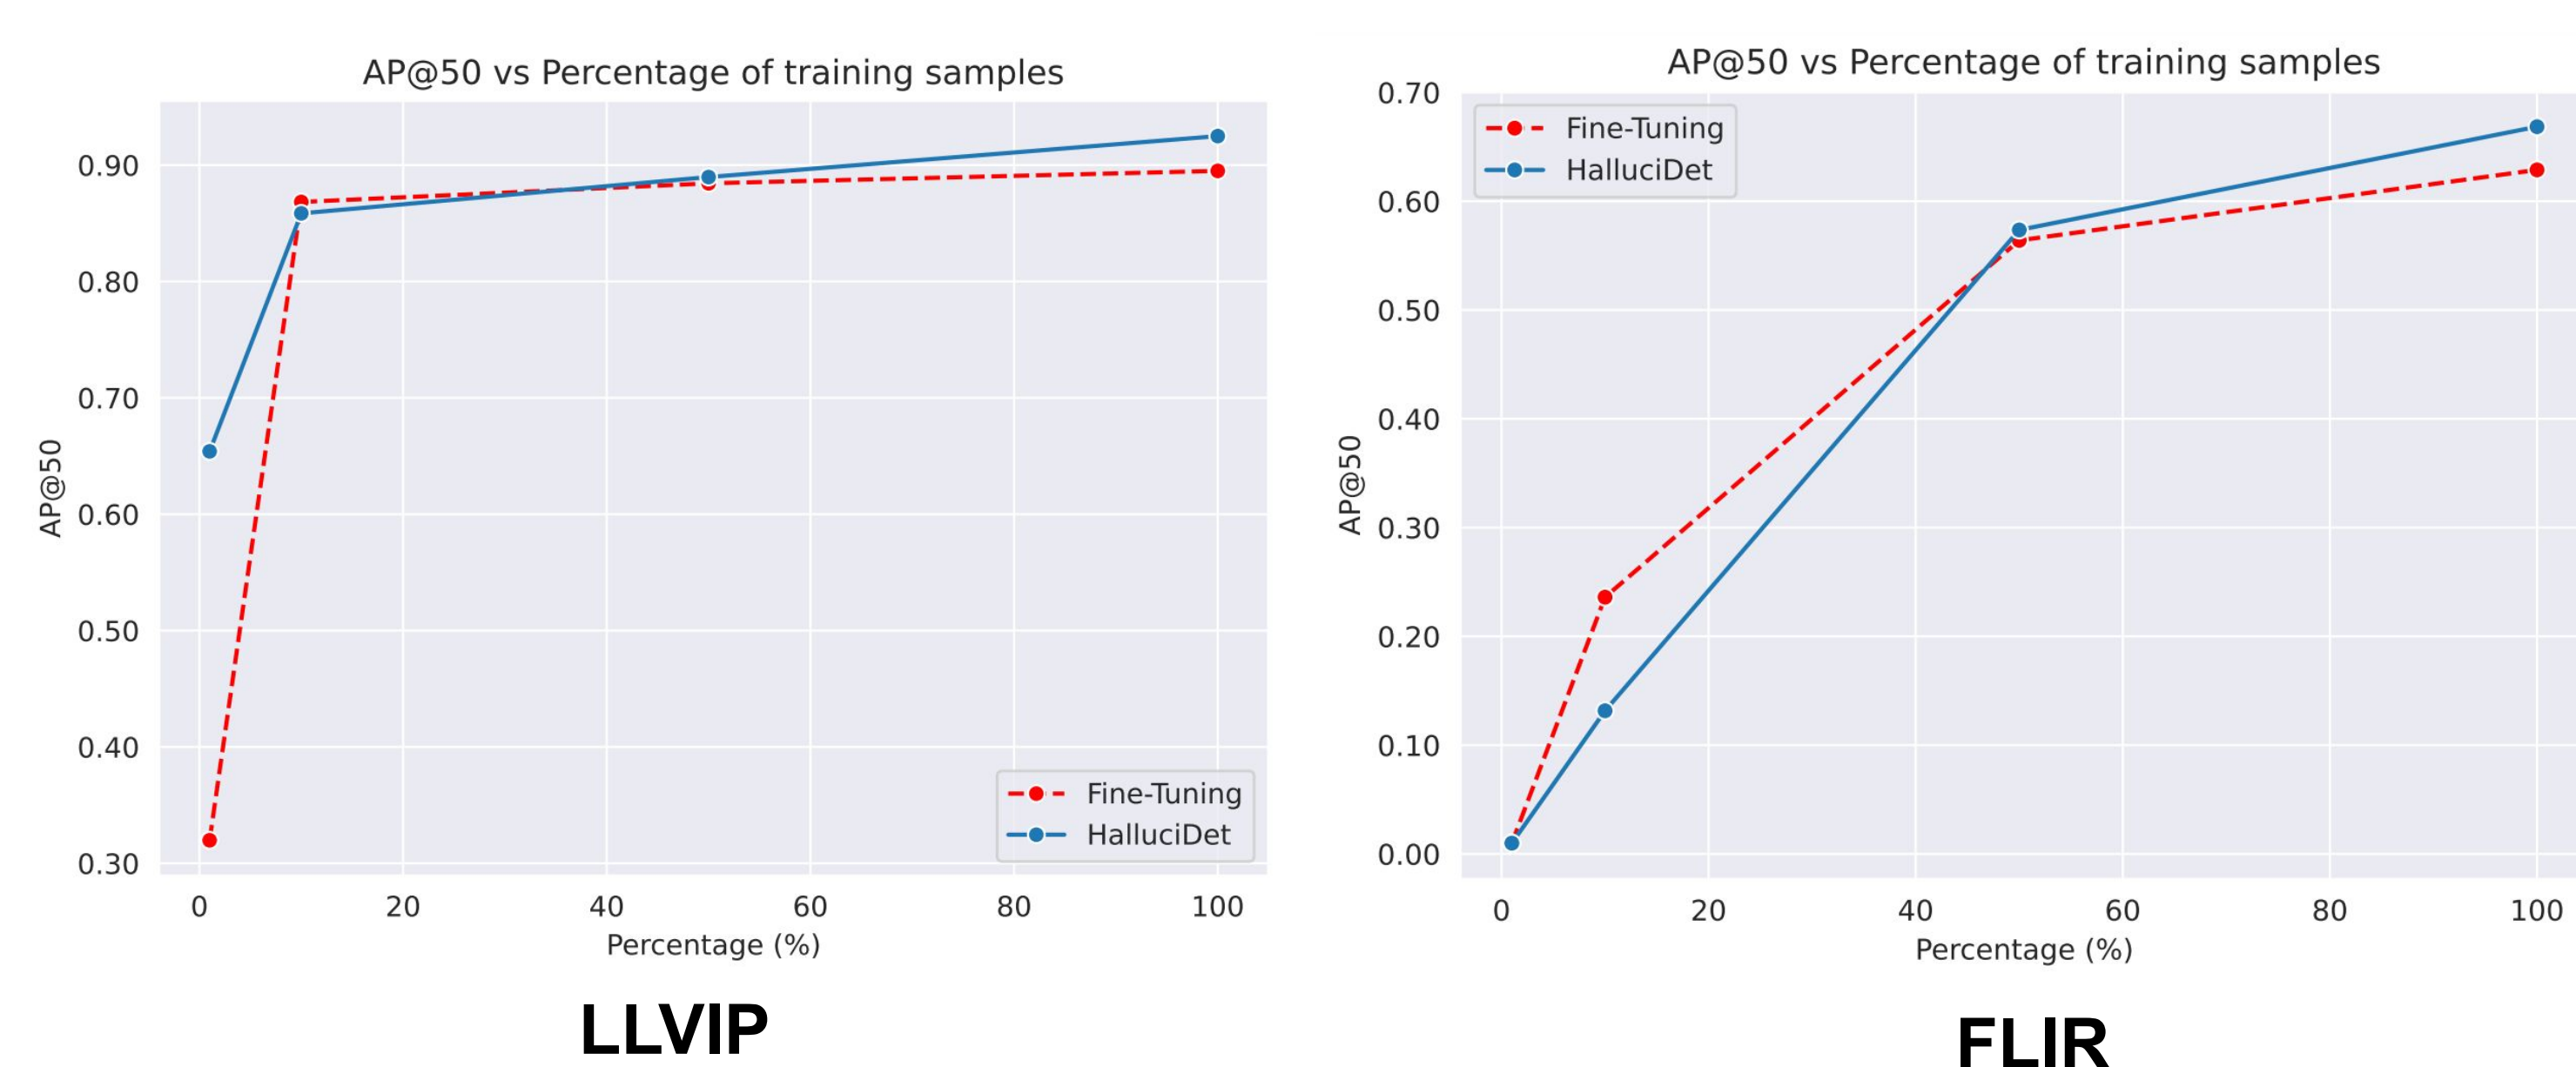 AP@50 vs Percentage of training samples
0.90
0.80
0.70
0.60
0.50
0.40
0.30
AP@50
0
20
40
60
80
100
Percentage (%)
Fine-Tuning
HalluciDet
LLVIP
AP@50 vs Percentage of training samples
0.70
0.60
0.50
0.40
0.30
0.20
0.10
0.00
AP@50
Fine-Tuning
HalluciDet
0
20
40
60
80
100
Percentage (%)
FLIR